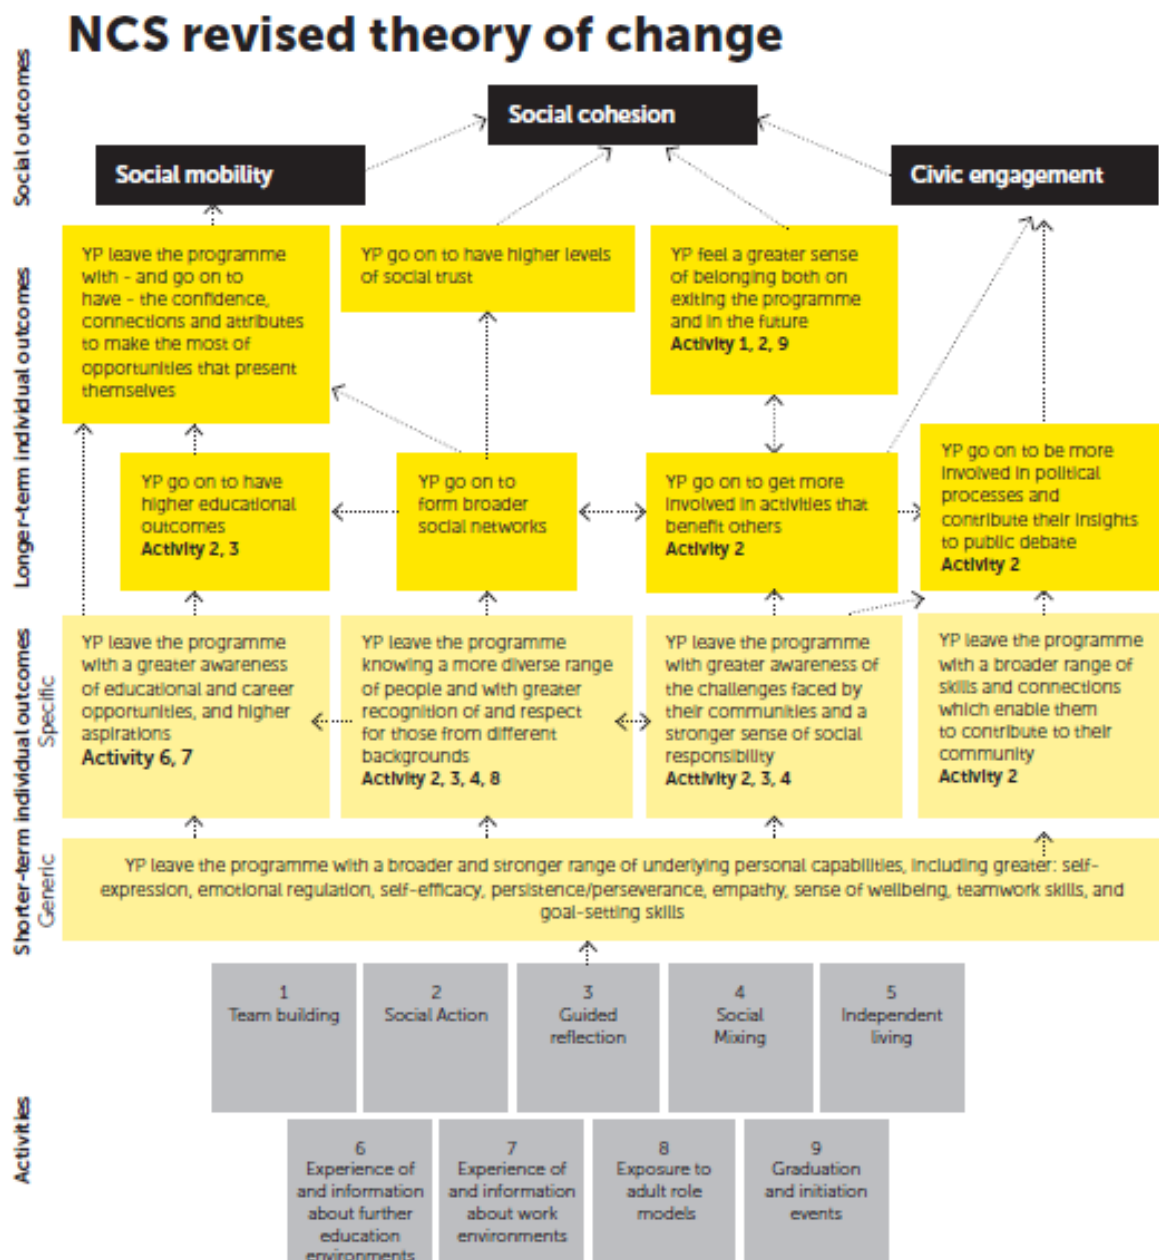 NCS revised theory of change
Social outcomes
Social cohesion
Social mobility
Civic engagement
Longer-term individual outcomes
YP leave the programme
with - and go on to
have - the confidence,
connections and attributes
to make the most of
opportunities that present
themselves
YP go on to have higher levels
of social trust
YP feel a greater sense
of belonging both on
exiting the programme
and in the future
Activity 1, 2, 9
YP go on to have
higher educational
outcomes
Activity 2, 3
YP go on to
form broader
social networks
YP go on to get more
involved in activities that
benefit others
Activity 2
YP go on to be more
involved in political
processes and
contribute their insights
to public debate
Activity 2
Shorter-term individual outcomes
Specific
YP leave the programme
with a greater awareness
of educational and career
opportunities, and higher
aspirations
Activity 6, 7
YP leave the programme
knowing a more diverse range
of people and with greater
recognition of and respect
for those from different
backgrounds
Activity 2, 3, 4, 8
YP leave the programme
with greater awareness of
the challenges faced by
their communities and a
stronger sense of social
responsibility
Acttivity 2, 3, 4
YP leave the programme
with a broader range of
skills and connections
which enable them
to contribute to their
community
Activity 2
Generic
YP leave the programme with a broader and stronger range of underlying personal capabilities, including greater: self-
expression, emotional regulation, self-efficacy, persistence/perseverance, empathy, sense of wellbeing, teamwork skills, and
goal-setting skills
Activities
1
Team building
2
Social Action
3
Guided
reflection
4
Social
Mixing
5
Independent
living
6
Experience of
and information
about further
education
environments
7
Experience of
and information
about work
environments
8
Exposure to
adult role
models
9
Graduation
and initiation
events